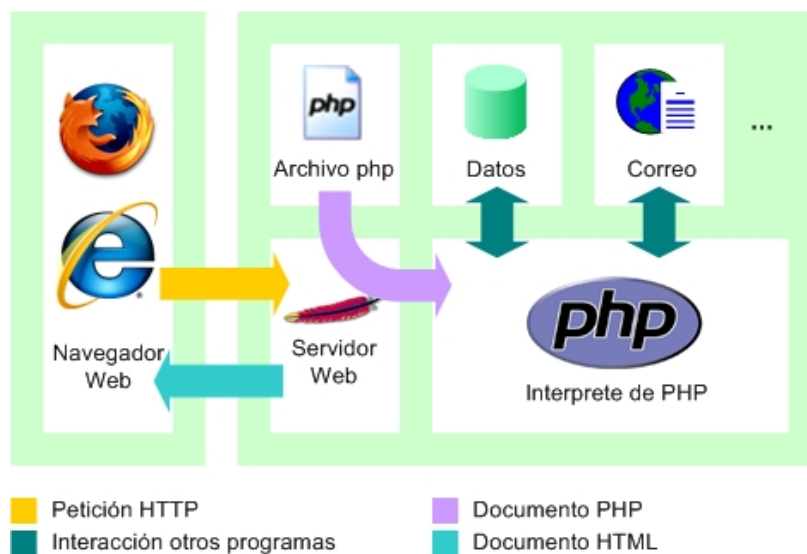 php
Archivo php
Datos
Correo
...
Navegador
Web
Servidor
Web
php
Interprete de PHP
Petición HTTP
Documento PHP
Interacción otros programas
Documento HTML